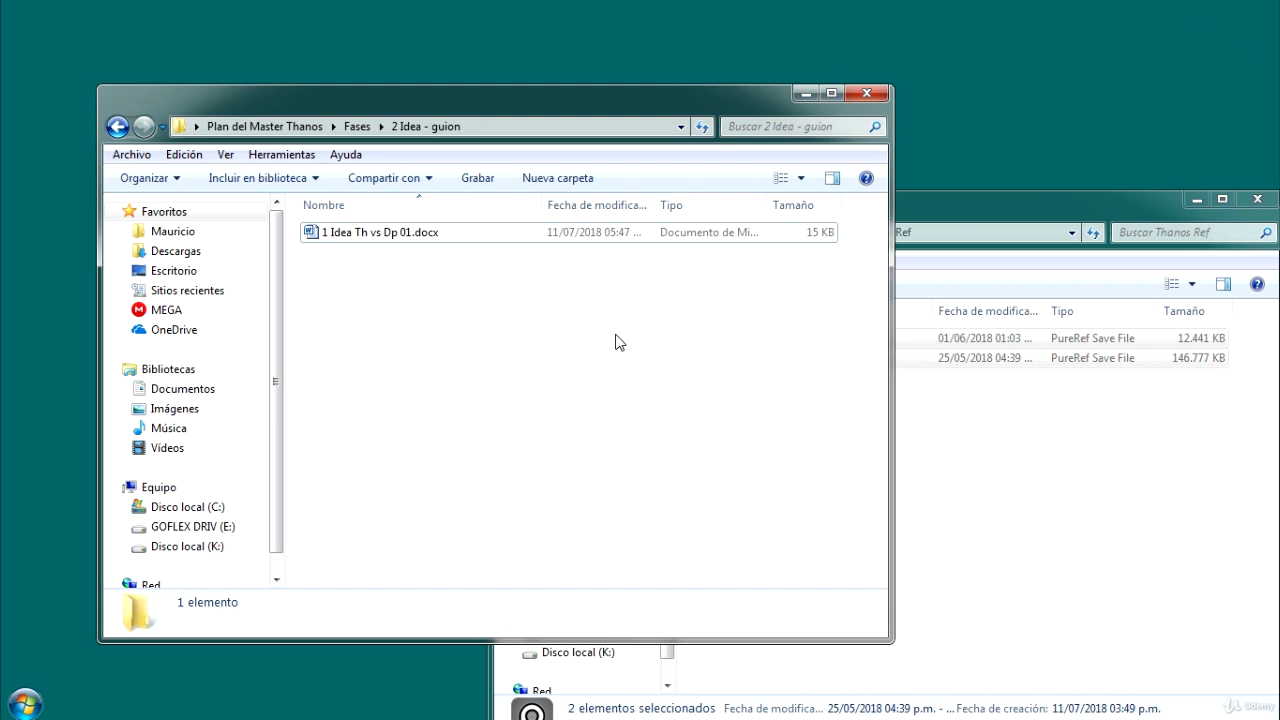 Plan del Master Thanos Fases 2 Idea - guion Buscar 2 Idea - guion
Archivo Edición Ver Herramientas Ayuda
Organizar Incluir en biblioteca Compartir con Grabar Nueva carpeta
Nombre Fecha de modifica... Tipo Tamaño
1 Idea Th vs Dp 01.docx 11/07/2018 05:47 ... Documento de Mi... 15 KB
Favoritos
Mauricio
Descargas
Escritorio
Sitios recientes
MEGA
OneDrive
Bibliotecas
Documentos
Imágenes
Música
Vídeos
Equipo
Disco local (C:)
GOFLEX DRIV (E:)
Disco local (K:)
Red
1 elemento
Ref Buscar Thanos Ref
Fecha de modifica... Tipo Tamaño
01/06/2018 01:03 ... PureRef Save File 12.441 KB
25/05/2018 04:39 ... PureRef Save File 146.777 KB
Disco local (K:)
Red
2 elementos seleccionados Fecha de modifica... 25/05/2018 04:39 p.m. - ... Fecha de creación: 11/07/2018 03:49 p.m.
Udemy